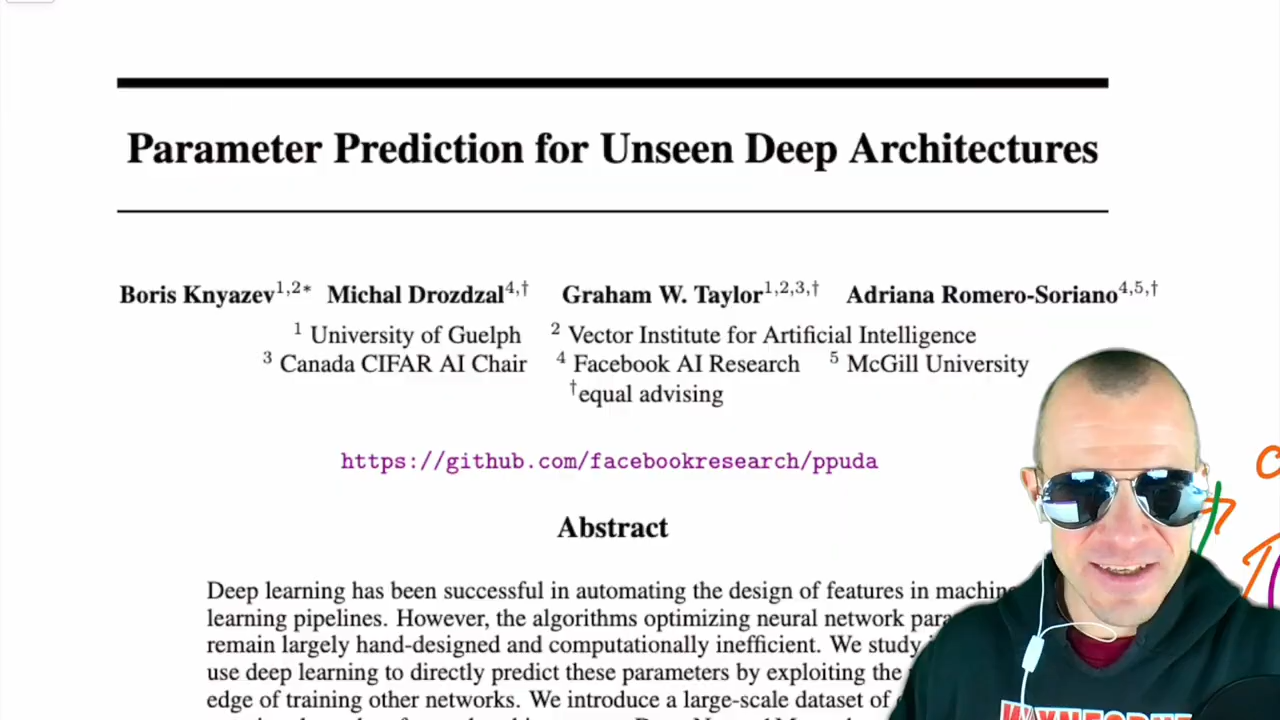 Parameter Prediction for Unseen Deep Architectures
Boris Knyazev1,2* Michal Drozdzal4,† Graham W. Taylor1,2,3,† Adriana Romero-Soriano4,5,†
1 University of Guelph 2 Vector Institute for Artificial Intelligence
3 Canada CIFAR AI Chair 4 Facebook AI Research 5 McGill University
†equal advising
https://github.com/facebookresearch/ppuda
Abstract
Deep learning has been successful in automating the design of features in machine
learning pipelines. However, the algorithms optimizing neural network para
remain largely hand-designed and computationally inefficient. We study
use deep learning to directly predict these parameters by exploiting the
edge of training other networks. We introduce a large-scale dataset of